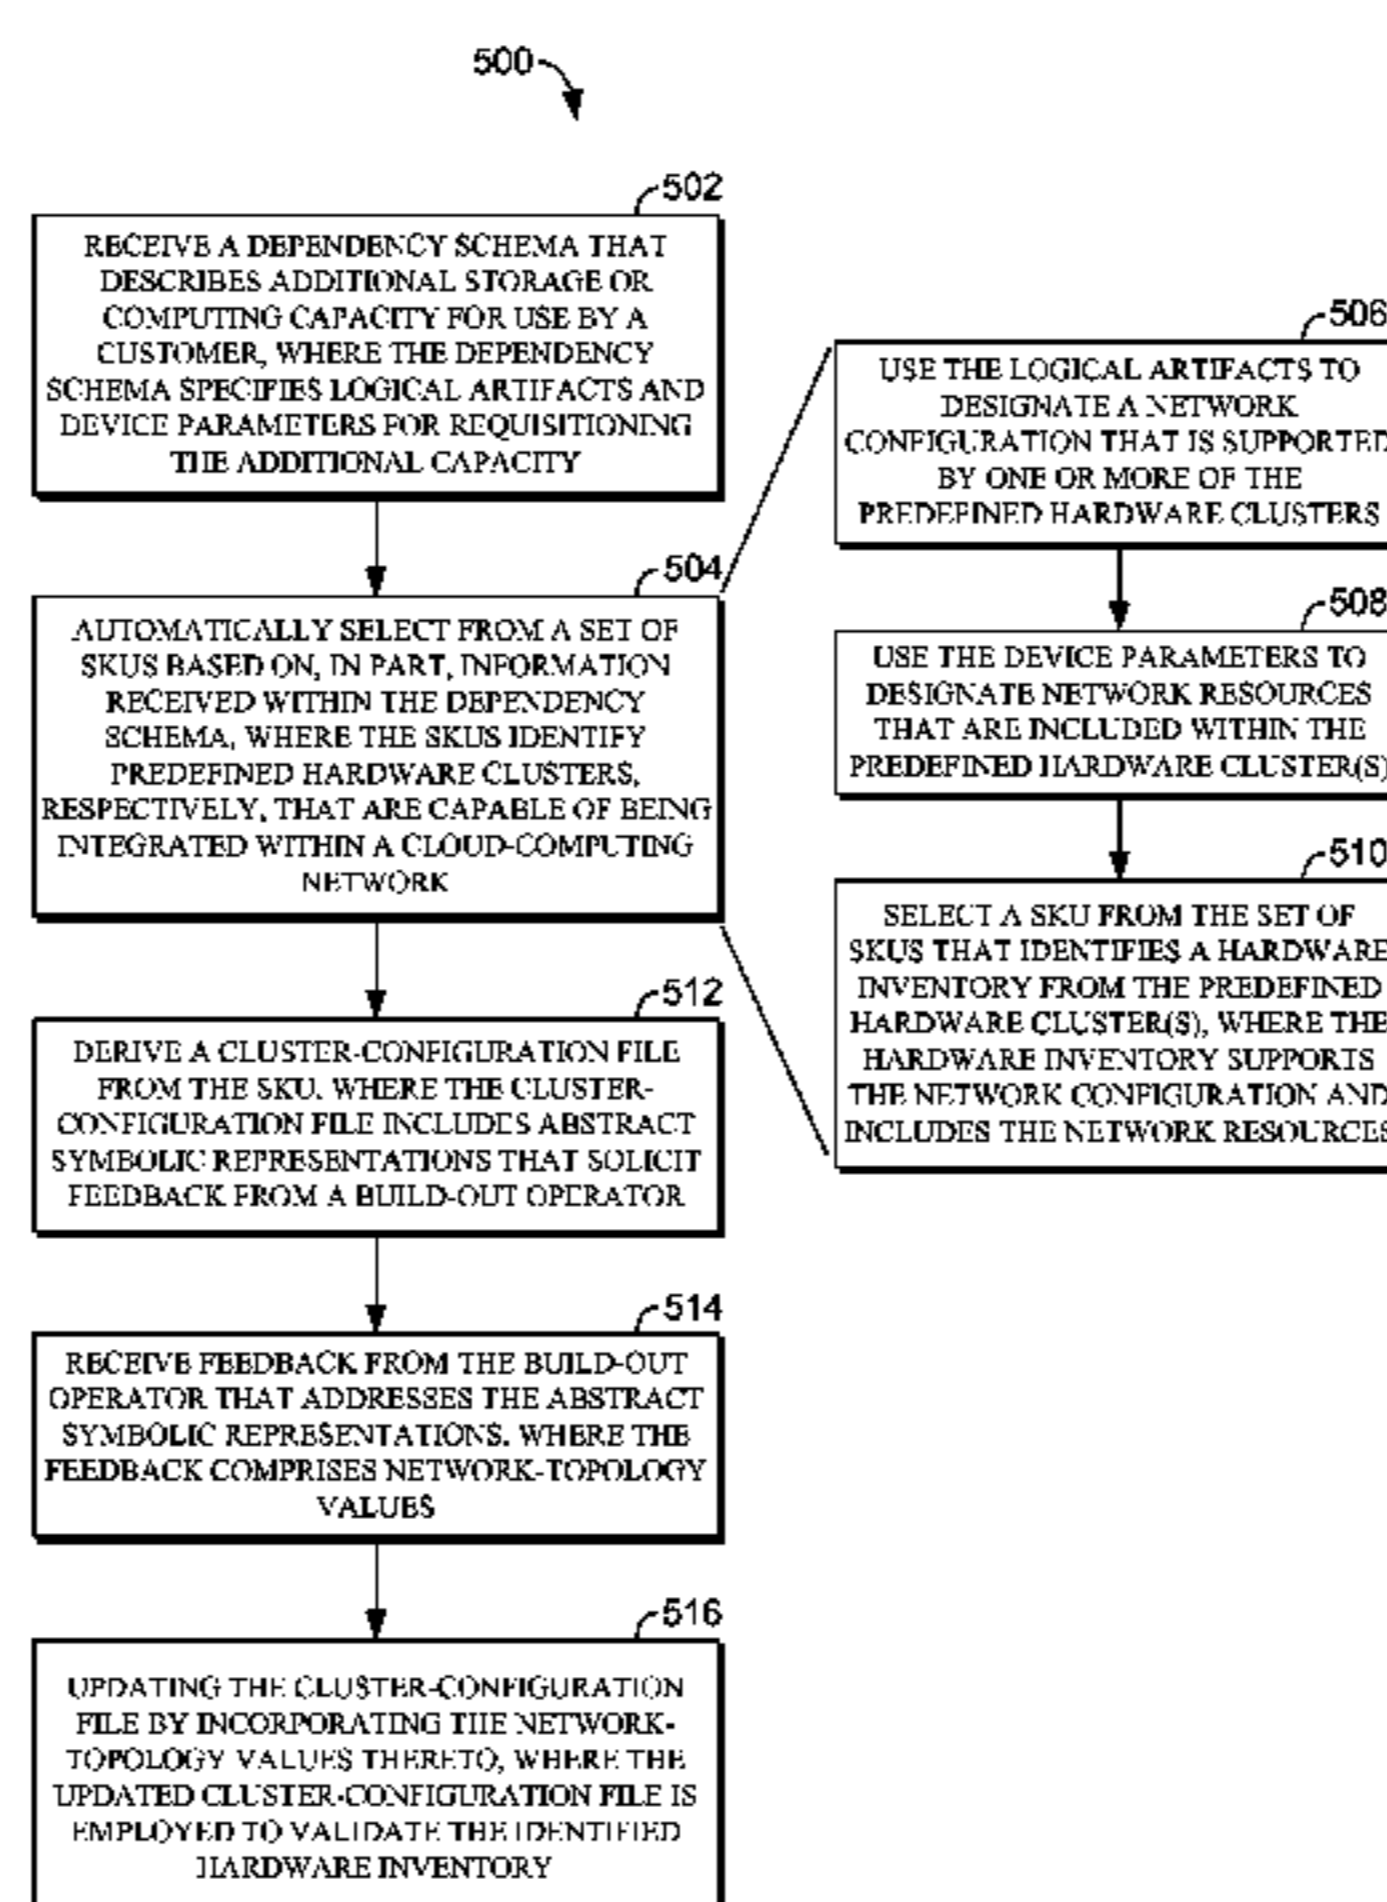 500
502
RECEIVE A DEPENDENCY SCHEMA THAT
DESCRIBES ADDITIONAL STORAGE OR
COMPUTING CAPACITY FOR USE BY A
CUSTOMER, WHERE THE DEPENDENCY
SCHEMA SPECIFIES LOGICAL ARTIFACTS AND
DEVICE PARAMETERS FOR REQUISITIONING
THE ADDITIONAL CAPACITY
504
AUTOMATICALLY SELECT FROM A SET OF
SKUS BASED ON, IN PART, INFORMATION
RECEIVED WITHIN THE DEPENDENCY
SCHEMA, WHERE THE SKUS IDENTIFY
PREDEFINED HARDWARE CLUSTERS,
RESPECTIVELY, THAT ARE CAPABLE OF BEING
INTEGRATED WITHIN A CLOUD-COMPUTING
NETWORK
506
USE THE LOGICAL ARTIFACTS TO
DESIGNATE A NETWORK
CONFIGURATION THAT IS SUPPORTED
BY ONE OR MORE OF THE
PREDEFINED HARDWARE CLUSTERS
508
USE THE DEVICE PARAMETERS TO
DESIGNATE NETWORK RESOURCES
THAT ARE INCLUDED WITHIN THE
PREDEFINED HARDWARE CLUSTER(S)
510
SELECT A SKU FROM THE SET OF
SKUS THAT IDENTIFIES A HARDWARE
INVENTORY FROM THE PREDEFINED
HARDWARE CLUSTER(S), WHERE THE
HARDWARE INVENTORY SUPPORTS
THE NETWORK CONFIGURATION AND
INCLUDES THE NETWORK RESOURCES
512
DERIVE A CLUSTER-CONFIGURATION FILE
FROM THE SKU, WHERE THE CLUSTER-
CONFIGURATION FILE INCLUDES ABSTRACT
SYMBOLIC REPRESENTATIONS THAT SOLICIT
FEEDBACK FROM A BUILD-OUT OPERATOR
514
RECEIVE FEEDBACK FROM THE BUILD-OUT
OPERATOR THAT ADDRESSES THE ABSTRACT
SYMBOLIC REPRESENTATIONS, WHERE THE
FEEDBACK COMPRISES NETWORK-TOPOLOGY
VALUES
516
UPDATING THE CLUSTER-CONFIGURATION
FILE BY INCORPORATING THE NETWORK-
TOPOLOGY VALUES THERETO, WHERE THE
UPDATED CLUSTER-CONFIGURATION FILE IS
EMPLOYED TO VALIDATE THE IDENTIFIED
HARDWARE INVENTORY